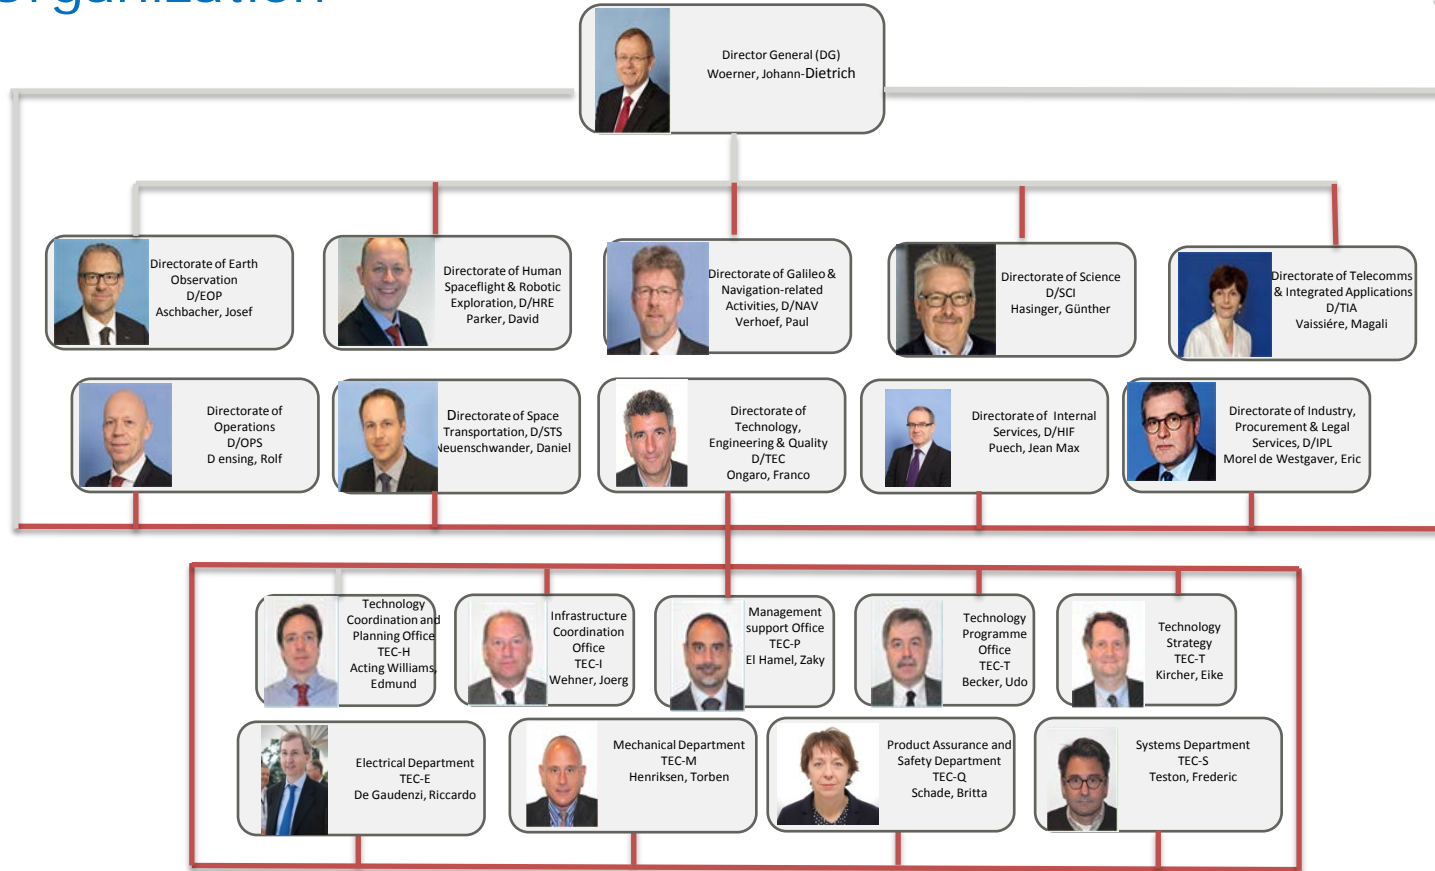 Organization
Director General (DG)
Woerner, Johann-Dietrich
Directorate of Earth
Observation
D/EOP
Aschbacher, Josef
Directorate of Human
Spaceflight & Robotic
Exploration, D/HRE
Parker, David
Directorate of Galileo &
Navigation-related
Activities, D/NAV
Verhoef, Paul
Directorate of Science
D/SCI
Hasinger, Günther
Directorate of Telecomms
& Integrated Applications
D/TIA
Vaissiére, Magali
Directorate of
Operations
D/OPS
D ensing, Rolf
Directorate of Space
Transportation, D/STS
Neuenschwander, Daniel
Directorate of
Technology,
Engineering & Quality
D/TEC
Ongaro, Franco
Directorate of Internal
Services, D/HIF
Puech, Jean Max
Directorate of Industry,
Procurement & Legal
Services, D/IPL
Morel de Westgaver, Eric
Technology
Coordination and
Planning Office
TEC-H
Acting Williams,
Edmund
Infrastructure
Coordination
Office
TEC-I
Wehner, Joerg
Management
support Office
TEC-P
El Hamel, Zaky
Technology
Programme
Office
TEC-T
Becker, Udo
Technology
Strategy
TEC-T
Kircher, Eike
Electrical Department
TEC-E
De Gaudenzi, Riccardo
Mechanical Department
TEC-M
Henriksen, Torben
Product Assurance and
Safety Department
TEC-Q
Schade, Britta
Systems Department
TEC-S
Teston, Frederic